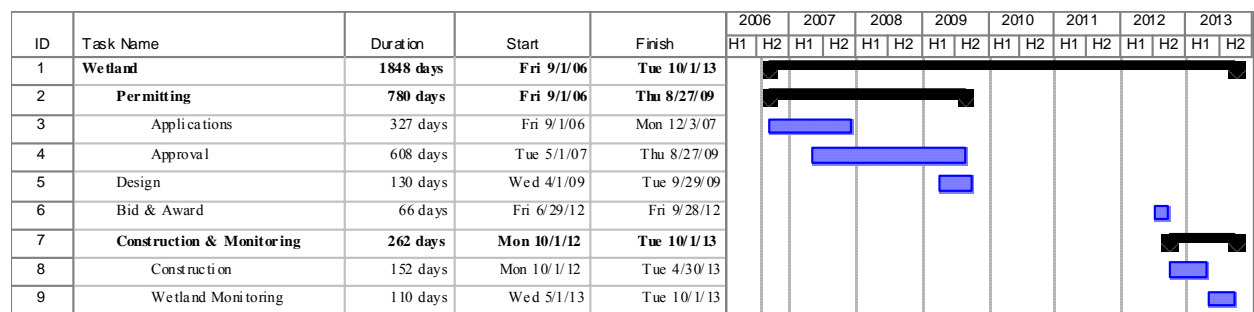 2006 2007 2008 2009 2010 2011 2012 2013
ID Task Name Duration Start Finish H1 H2 H1 H2 H1 H2 H1 H2 H1 H2 H1 H2 H1 H2 H1 H2
1 Wetland 1848 days Fri 9/1/06 Tue 10/1/13
2 Permitting 780 days Fri 9/1/06 Thu 8/27/09
3 Applications 327 days Fri 9/1/06 Mon 12/3/07
4 Approval 608 days Tue 5/1/07 Thu 8/27/09
5 Design 130 days Wed 4/1/09 Tue 9/29/09
6 Bid & Award 66 days Fri 6/29/12 Fri 9/28/12
7 Construction & Monitoring 262 days Mon 10/1/12 Tue 10/1/13
8 Construction 152 days Mon 10/1/12 Tue 4/30/13
9 Wetland Monitoring 110 days Wed 5/1/13 Tue 10/1/13